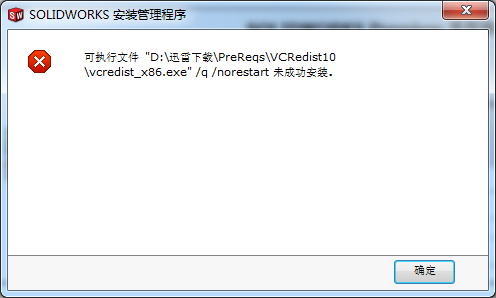 SOLIDWORKS 安装管理程序
可执行文件 "D:\迅雷下载\PreReqs\VCRedist10
\vcredist_x86.exe" /q /norestart 未成功安装。
确定